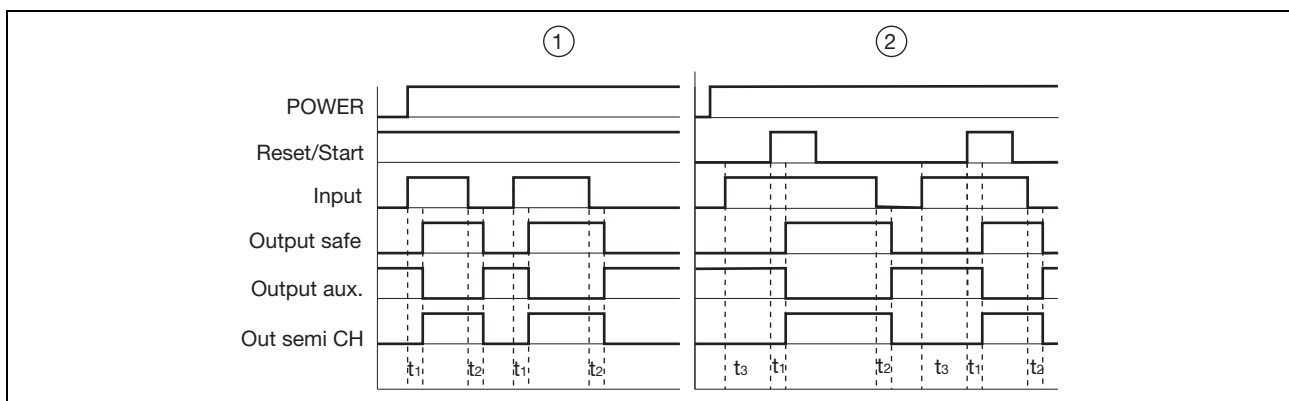 1 2
POWER
Reset/Start
Input
Output safe
Output aux.
Out semi CH
t1 t2 t1 t2 t3 t1 t2 t3 t1 t2